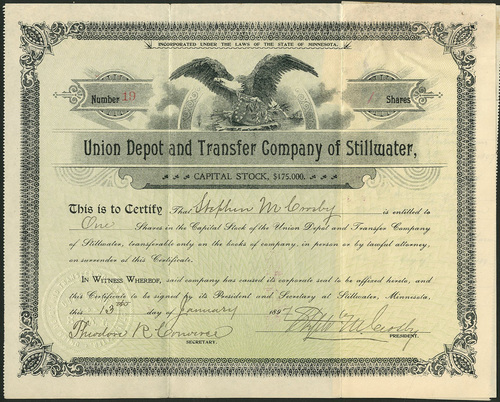 INCORPORATED UNDER THE LAWS OF THE STATE OF MINNESOTA.
Number 19 Shares
Union Depot and Transfer Company of Stillwater,
CAPITAL STOCK, $175.000.
This is to Certify That Stephen M Crosby is entitled to
One Shares in the Capital Stock of the Union Depot and Transfer Company
of Stillwater, transferable only on the books of company, in person or by lawful attorney,
on surrender of this Certificate.
In Witness Whereof, said company has caused its corporate seal to be affixed hereto, and
this Certificate to be signed by its President and Secretary at Stillwater, Minnesota,
this 13 day of January 189
Theodore R Converse
SECRETARY.
PRESIDENT.